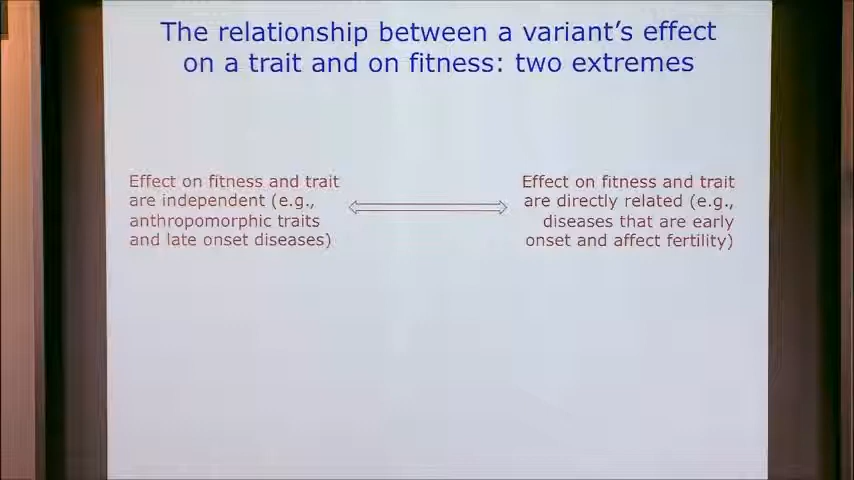 The relationship between a variant's effect
on a trait and on fitness: two extremes
Effect on fitness and trait
are independent (e.g.,
anthropomorphic traits
and late onset diseases)
Effect on fitness and trait
are directly related (e.g.,
diseases that are early
onset and affect fertility)